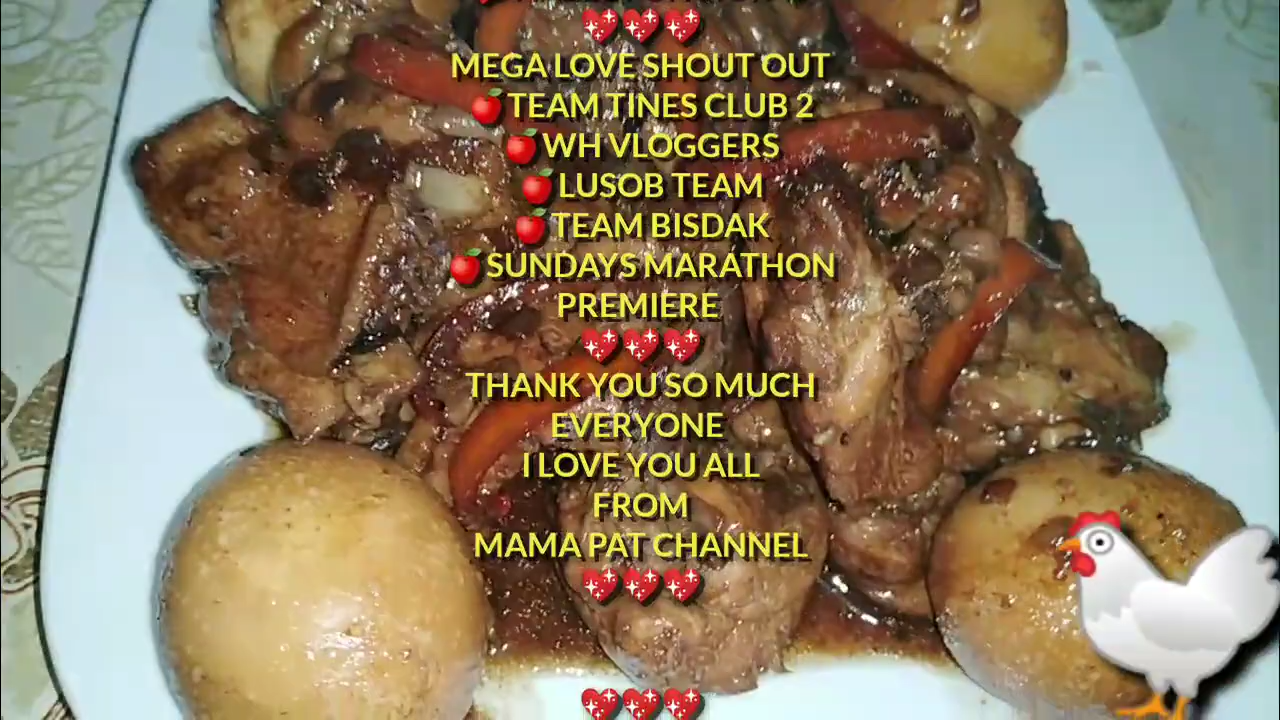 MEGA LOVE SHOUT OUT
🍎TEAM TINES CLUB 2
🍎WH VLOGGERS
🍎LUSOB TEAM
🍎TEAM BISDAK
🍎SUNDAYS MARATHON
PREMIERE
💖💖💖
THANK YOU SO MUCH
EVERYONE
I LOVE YOU ALL
FROM
MAMA PAT CHANNEL
💖💖💖
💖💖💖